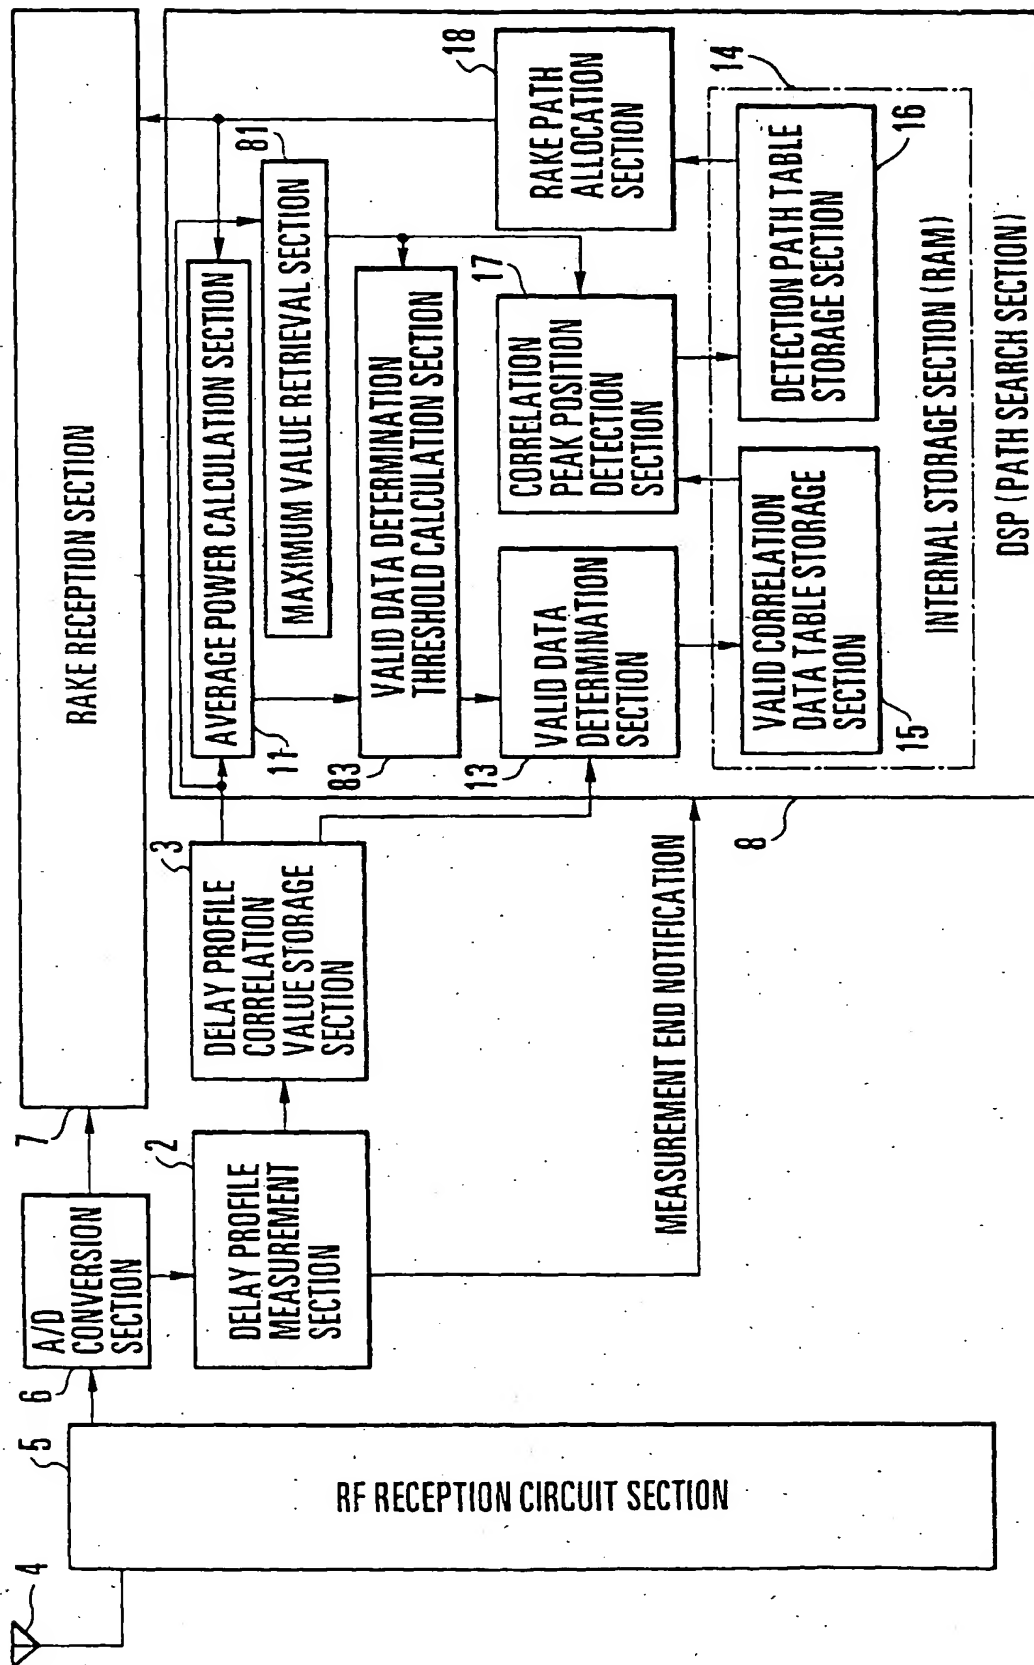 4
5
RF RECEPTION CIRCUIT SECTION
6
A/D
CONVERSION
SECTION
7
RAKE RECEPTION SECTION
2
DELAY PROFILE
MEASUREMENT
SECTION
3
DELAY PROFILE
CORRELATION
VALUE STORAGE
SECTION
MEASUREMENT END NOTIFICATION
8
DSP (PATH SEARCH SECTION)
11
AVERAGE POWER CALCULATION SECTION
81
MAXIMUM VALUE RETRIEVAL SECTION
83
VALID DATA DETERMINATION
THRESHOLD CALCULATION SECTION
13
VALID DATA
DETERMINATION
SECTION
17
CORRELATION
PEAK POSITION
DETECTION
SECTION
18
RAKE PATH
ALLOCATION
SECTION
14
15
VALID CORRELATION
DATA TABLE STORAGE
SECTION
16
DETECTION PATH TABLE
STORAGE SECTION
INTERNAL STORAGE SECTION (RAM)